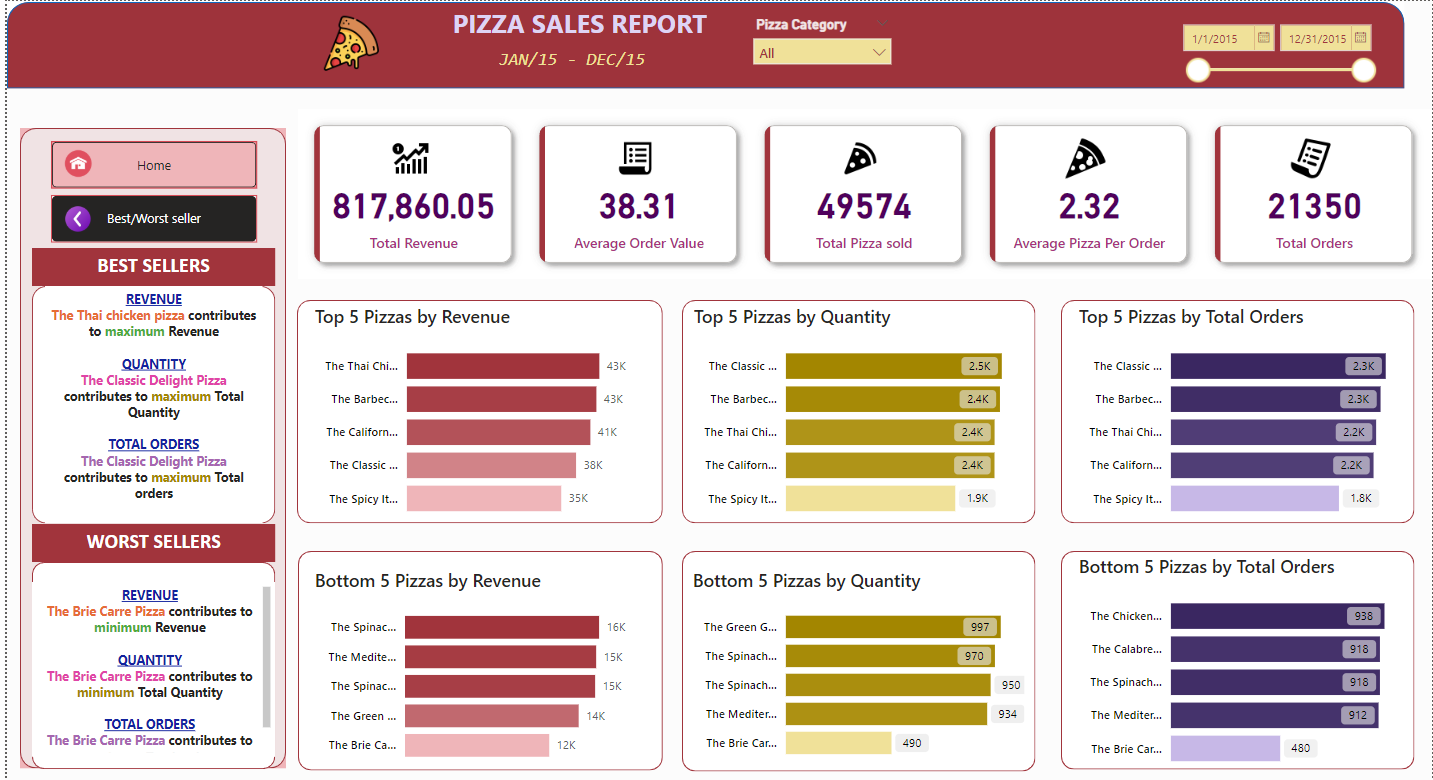 PIZZA SALES REPORT
JAN/15 - DEC/15
Pizza Category
All
1/1/2015
12/31/2015
Home
Best/Worst seller
BEST SELLERS
REVENUE
The Thai chicken pizza contributes
to maximum Revenue
QUANTITY
The Classic Delight Pizza
contributes to maximum Total
Quantity
TOTAL ORDERS
The Classic Delight Pizza
contributes to maximum Total
orders
WORST SELLERS
REVENUE
The Brie Carre Pizza contributes to
minimum Revenue
QUANTITY
The Brie Carre Pizza contributes to
minimum Total Quantity
TOTAL ORDERS
The Brie Carre Pizza contributes to
817,860.05
Total Revenue
38.31
Average Order Value
49574
Total Pizza sold
2.32
Average Pizza Per Order
21350
Total Orders
Top 5 Pizzas by Revenue
The Thai Chi... 43K
The Barbec... 43K
The Californ... 41K
The Classic ... 38K
The Spicy It... 35K
Top 5 Pizzas by Quantity
The Classic ... 2.5K
The Barbec... 2.4K
The Thai Chi... 2.4K
The Californ... 2.4K
The Spicy It... 1.9K
Top 5 Pizzas by Total Orders
The Classic ... 2.3K
The Barbec... 2.3K
The Thai Chi... 2.2K
The Californ... 2.2K
The Spicy It... 1.8K
Bottom 5 Pizzas by Revenue
The Spinac... 16K
The Medite... 15K
The Spinac... 15K
The Green ... 14K
The Brie Ca... 12K
Bottom 5 Pizzas by Quantity
The Green G... 997
The Spinach... 970
The Spinach... 950
The Mediter... 934
The Brie Car... 490
Bottom 5 Pizzas by Total Orders
The Chicken... 938
The Calabre... 918
The Spinach... 918
The Mediter... 912
The Brie Car... 480